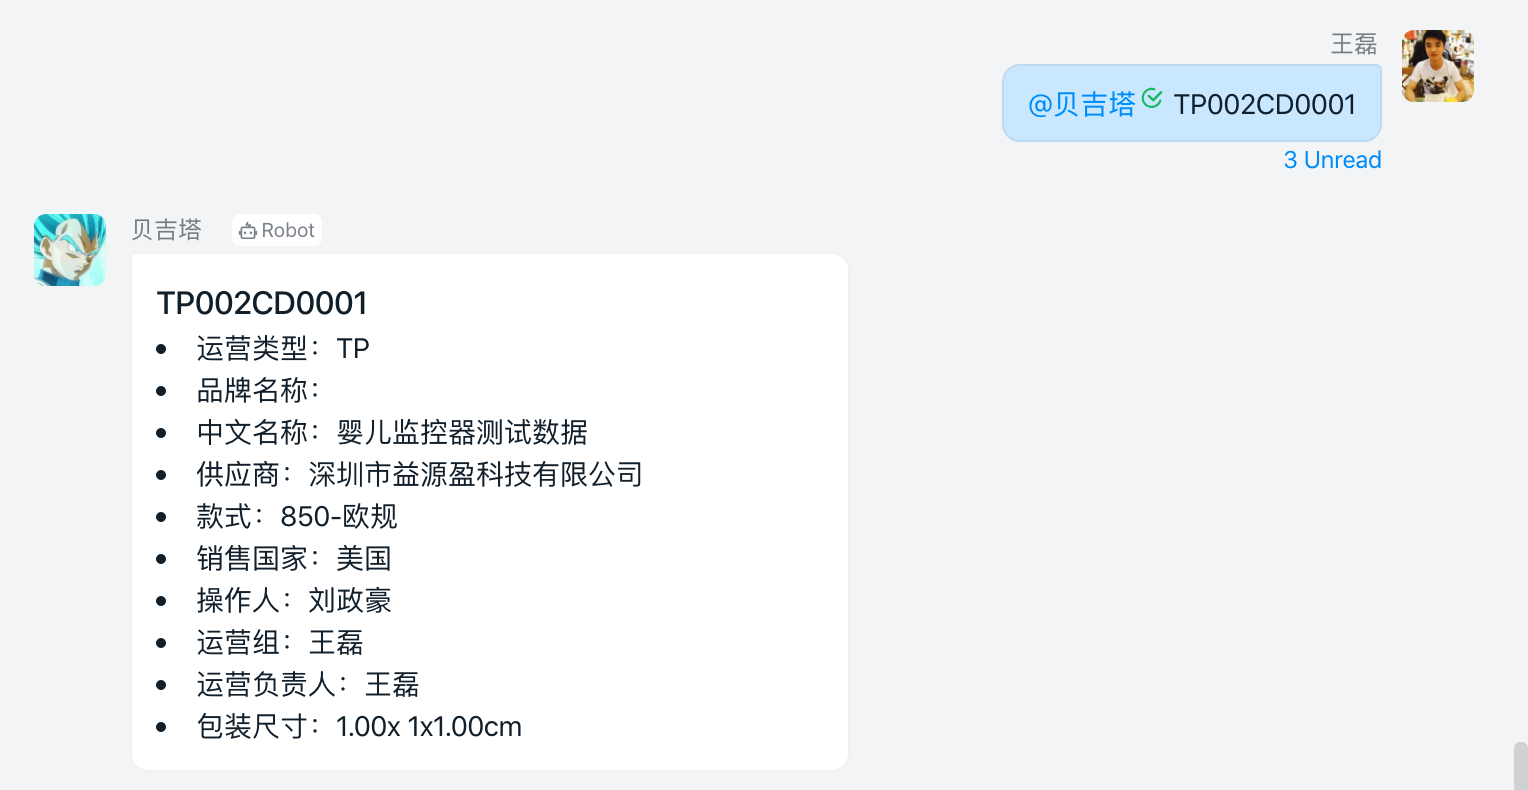 王磊
@贝吉塔 TP002CD0001
3 Unread
贝吉塔 Robot
TP002CD0001
• 运营类型：TP
• 品牌名称：
• 中文名称：婴儿监控器测试数据
• 供应商：深圳市益源盈科技有限公司
• 款式：850-欧规
• 销售国家：美国
• 操作人：刘政豪
• 运营组：王磊
• 运营负责人：王磊
• 包装尺寸：1.00x 1x1.00cm